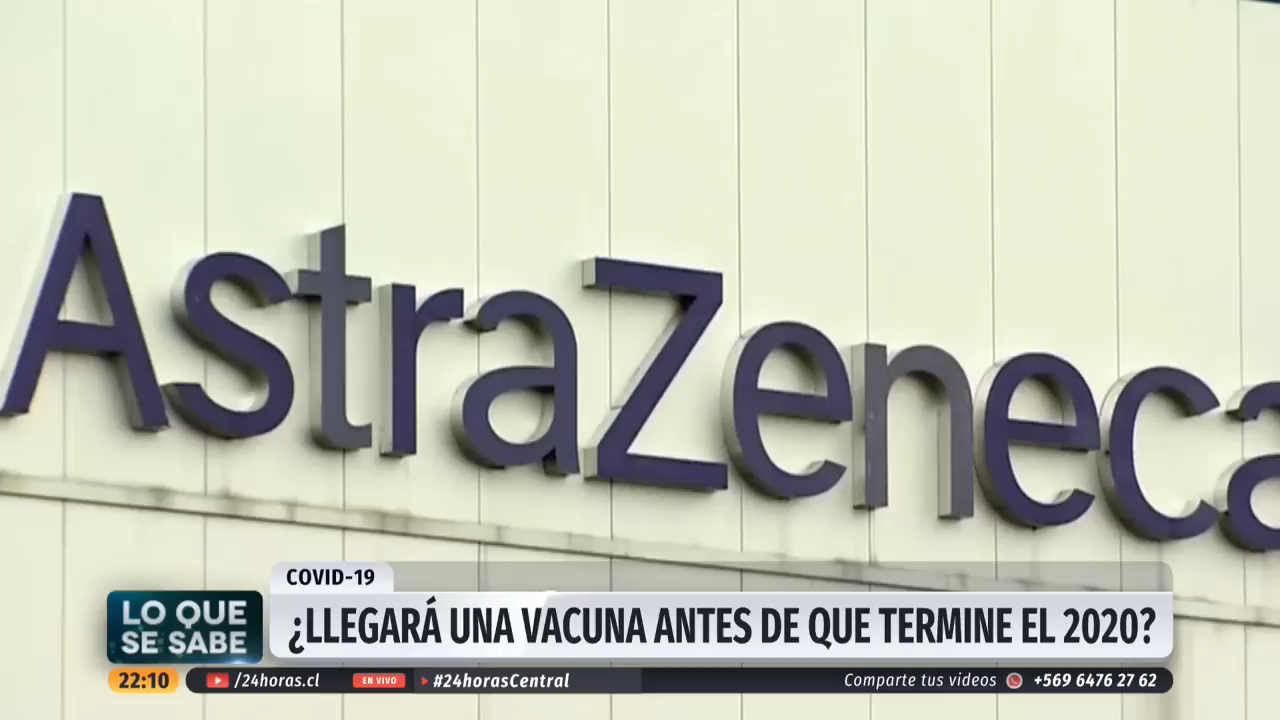 AstraZeneca
COVID-19
LO QUE
SE SABE
¿LLEGARÁ UNA VACUNA ANTES DE QUE TERMINE EL 2020?
22:10
/24horas.cl
EN VIVO
#24horasCentral
Comparte tus videos
+569 6476 27 62